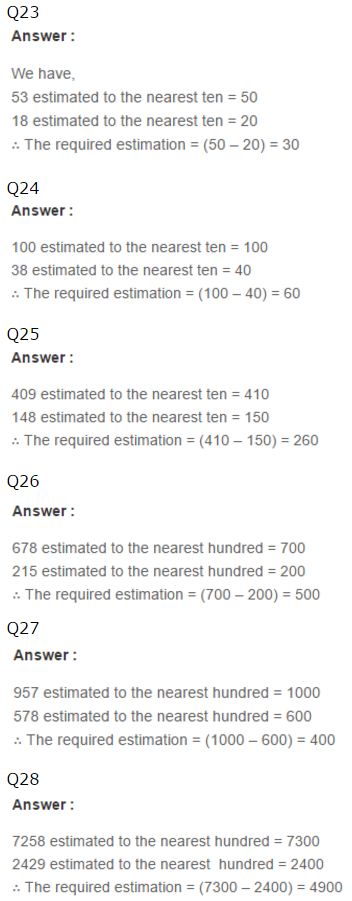 Q23
Answer :
We have,
53 estimated to the nearest ten = 50
18 estimated to the nearest ten = 20
∴ The required estimation = (50 – 20) = 30
Q24
Answer :
100 estimated to the nearest ten = 100
38 estimated to the nearest ten = 40
∴ The required estimation = (100 – 40) = 60
Q25
Answer :
409 estimated to the nearest ten = 410
148 estimated to the nearest ten = 150
∴ The required estimation = (410 – 150) = 260
Q26
Answer :
678 estimated to the nearest hundred = 700
215 estimated to the nearest hundred = 200
∴ The required estimation = (700 – 200) = 500
Q27
Answer :
957 estimated to the nearest hundred = 1000
578 estimated to the nearest hundred = 600
∴ The required estimation = (1000 – 600) = 400
Q28
Answer :
7258 estimated to the nearest hundred = 7300
2429 estimated to the nearest hundred = 2400
∴ The required estimation = (7300 – 2400) = 4900